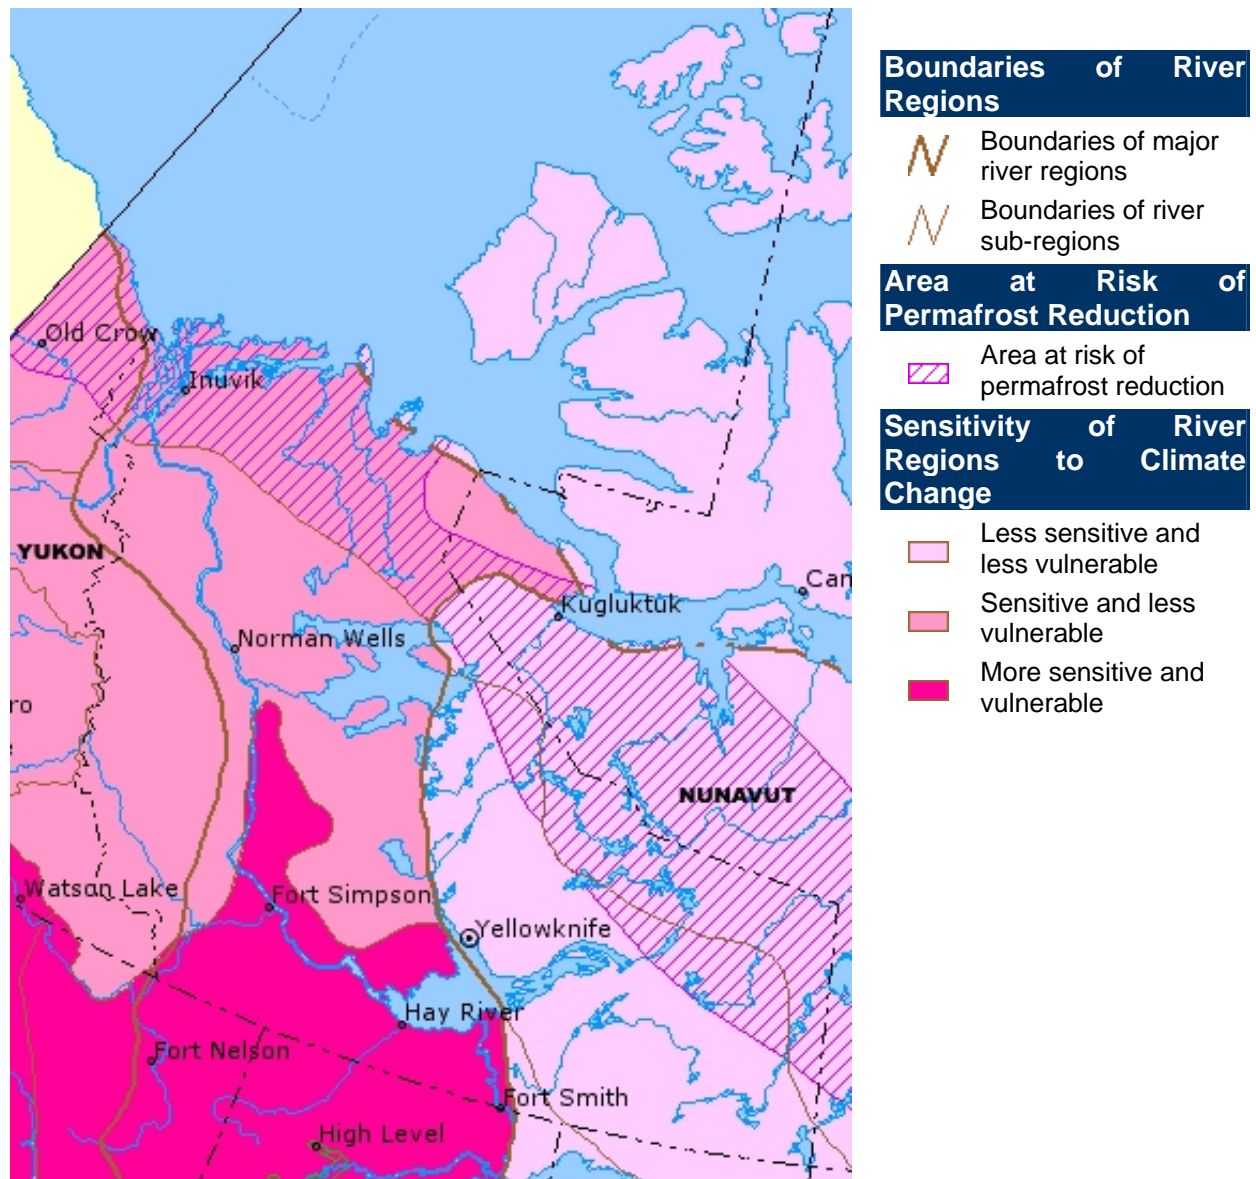 Old Crow
Inuvik
YUKON
Kugluktuk
Can
Norman Wells
ro
NUNAVUT
Watson Lake
Fort Simpson
Yellowknife
Hay River
Fort Nelson
Fort Smith
High Level
Boundaries of River
Regions
Boundaries of major
river regions
Boundaries of river
sub-regions
Area at Risk of
Permafrost Reduction
Area at risk of
permafrost reduction
Sensitivity of River
Regions to Climate
Change
Less sensitive and
less vulnerable
Sensitive and less
vulnerable
More sensitive and
vulnerable